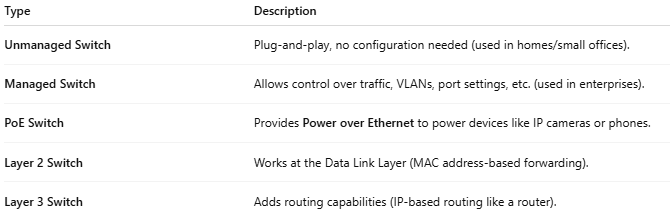 Type Description
Unmanaged Switch Plug-and-play, no configuration needed (used in homes/small offices).
Managed Switch Allows control over traffic, VLANs, port settings, etc. (used in enterprises).
PoE Switch Provides Power over Ethernet to power devices like IP cameras or phones.
Layer 2 Switch Works at the Data Link Layer (MAC address-based forwarding).
Layer 3 Switch Adds routing capabilities (IP-based routing like a router).